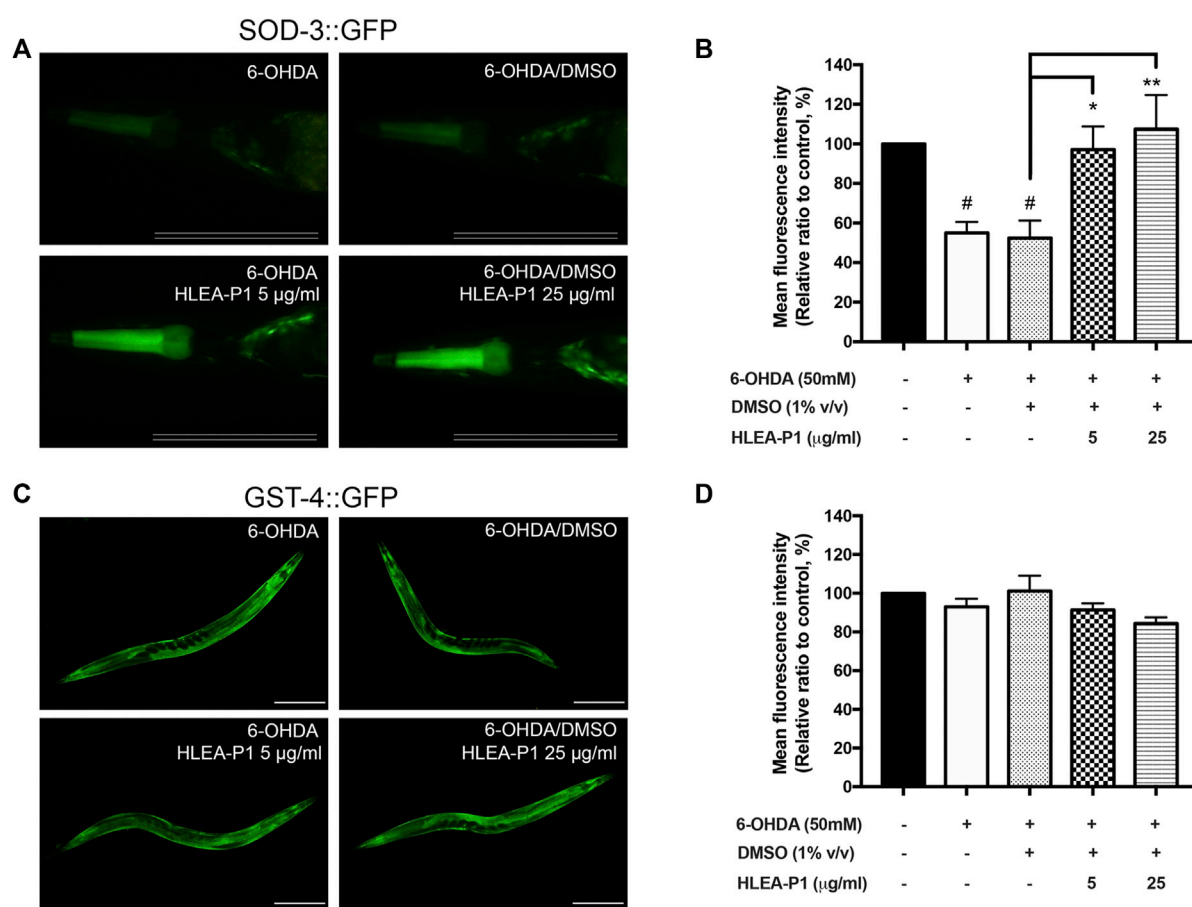 SOD-3::GFP
A
6-OHDA
6-OHDA/DMSO
6-OHDA
HLEA-P1 5 µg/ml
6-OHDA/DMSO
HLEA-P1 25 µg/ml
B
Mean fluorescence intensity
(Relative ratio to control, %)
140
120
100
80
60
40
20
0
# # * **
6-OHDA (50mM) - + + + +
DMSO (1% v/v) - - + + +
HLEA-P1 (µg/ml) - - - 5 25
C
GST-4::GFP
6-OHDA
6-OHDA/DMSO
6-OHDA
HLEA-P1 5 µg/ml
6-OHDA/DMSO
HLEA-P1 25 µg/ml
D
Mean fluorescence intensity
(Relative ratio to control, %)
140
120
100
80
60
40
20
0
6-OHDA (50mM) - + + + +
DMSO (1% v/v) - - + + +
HLEA-P1 (µg/ml) - - - 5 25